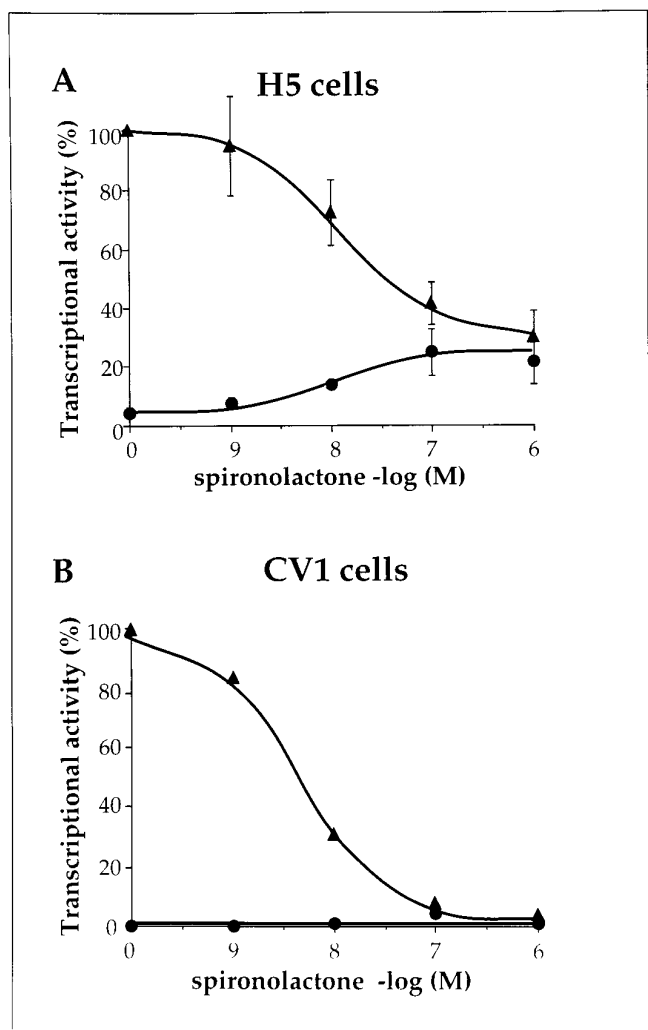 A
H5 cells
Transcriptional activity (%)
100
80
60
40
20
0
0 9 8 7 6
spironolactone -log (M)
B
CV1 cells
Transcriptional activity (%)
100
80
60
40
20
0
0 9 8 7 6
spironolactone -log (M)